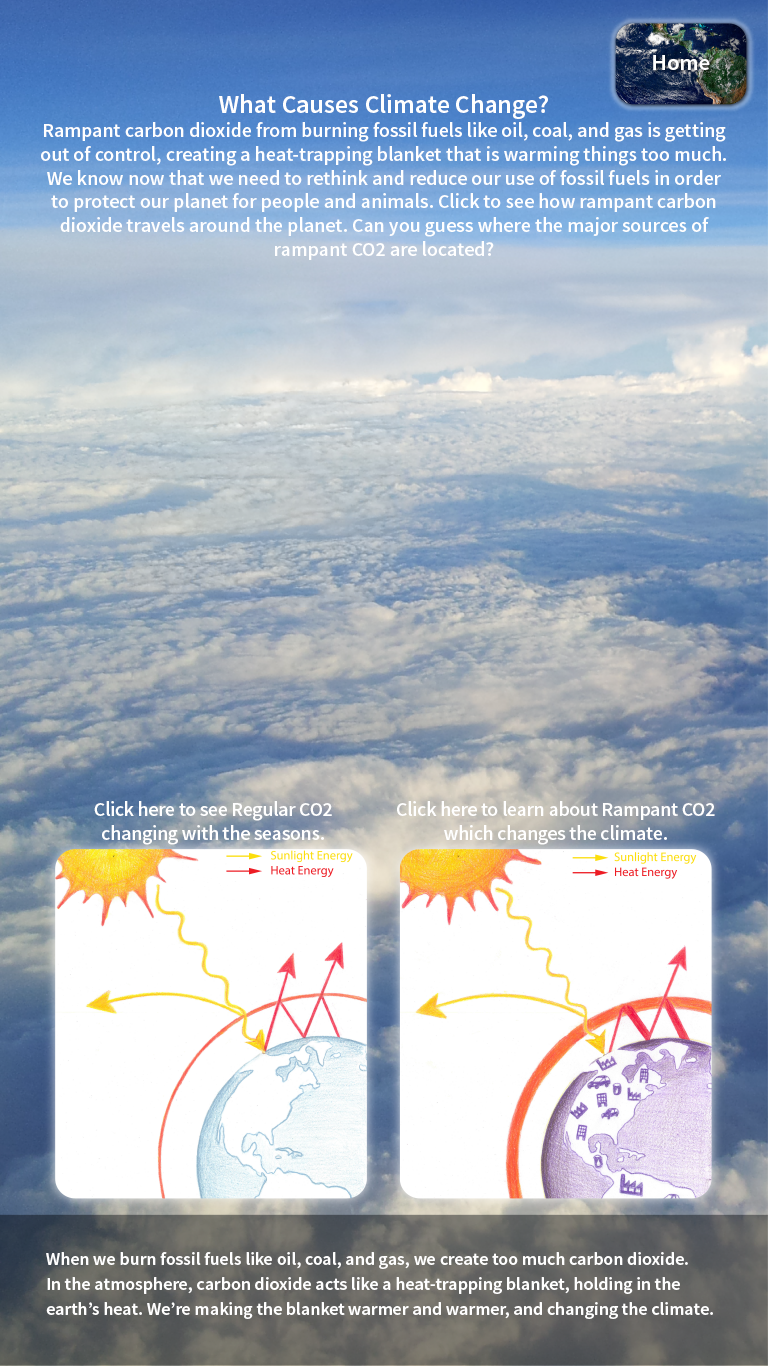 Home
What Causes Climate Change?
Rampant carbon dioxide from burning fossil fuels like oil, coal, and gas is getting
out of control, creating a heat-trapping blanket that is warming things too much.
We know now that we need to rethink and reduce our use of fossil fuels in order
to protect our planet for people and animals. Click to see how rampant carbon
dioxide travels around the planet. Can you guess where the major sources of
rampant CO2 are located?
Click here to see Regular CO2
changing with the seasons.
Sunlight Energy
Heat Energy
Click here to learn about Rampant CO2
which changes the climate.
Sunlight Energy
Heat Energy
When we burn fossil fuels like oil, coal, and gas, we create too much carbon dioxide.
In the atmosphere, carbon dioxide acts like a heat-trapping blanket, holding in the
earth’s heat. We’re making the blanket warmer and warmer, and changing the climate.